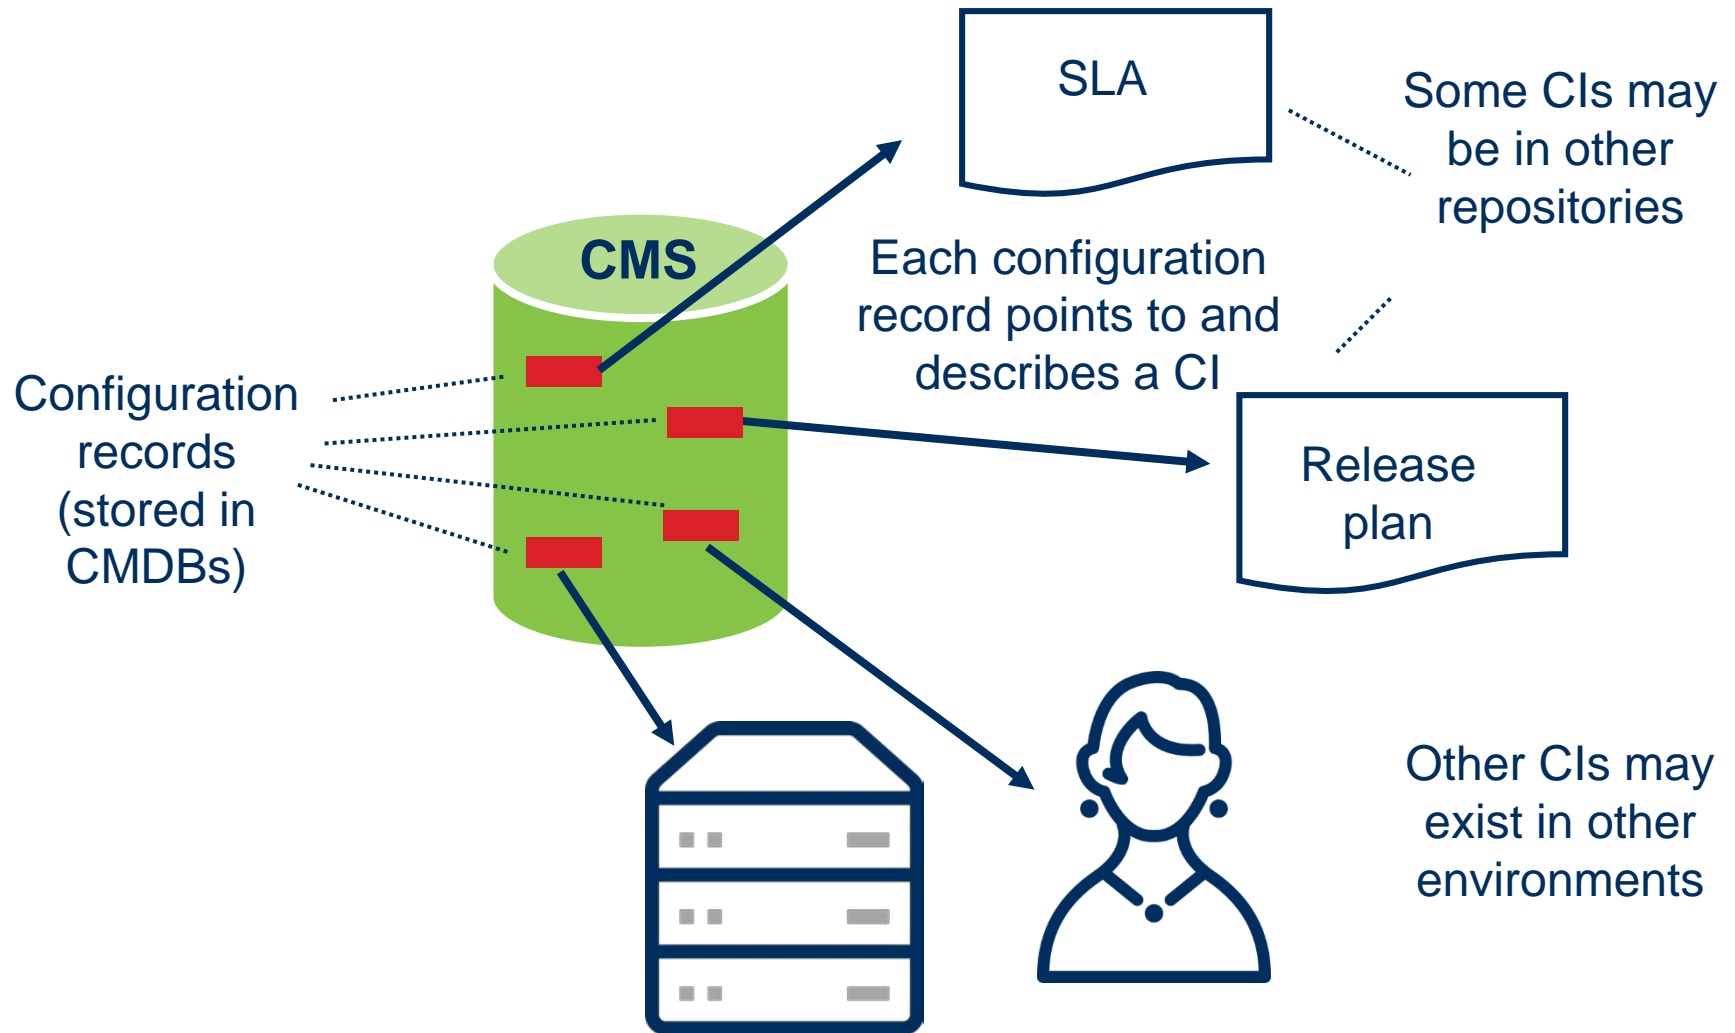 SLA
Some CIs may
be in other
repositories
CMS
Each configuration
record points to and
describes a CI
Configuration
records
(stored in
CMDBs)
Release
plan
Other CIs may
exist in other
environments